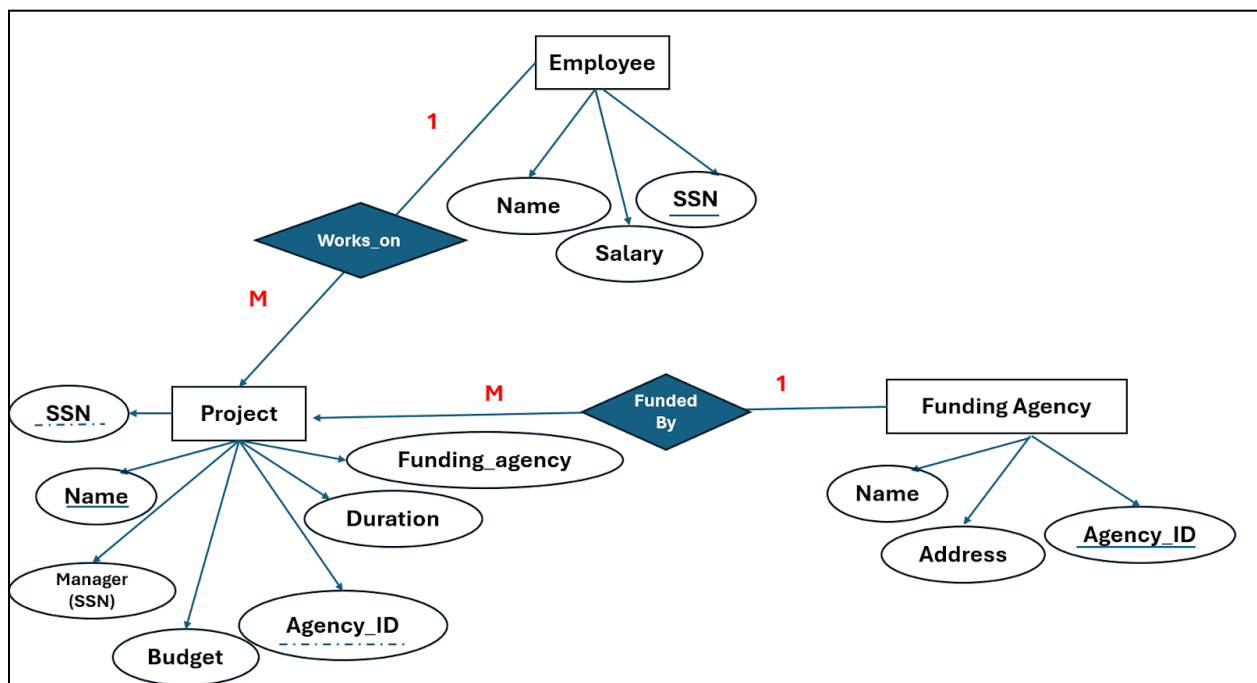 Employee
1
Name
SSN
Salary
Works_on
M
SSN
Project
M
Funded
By
1
Funding Agency
Funding_agency
Name
Duration
Manager
(SSN)
Budget
Agency_ID
Name
Address
Agency_ID